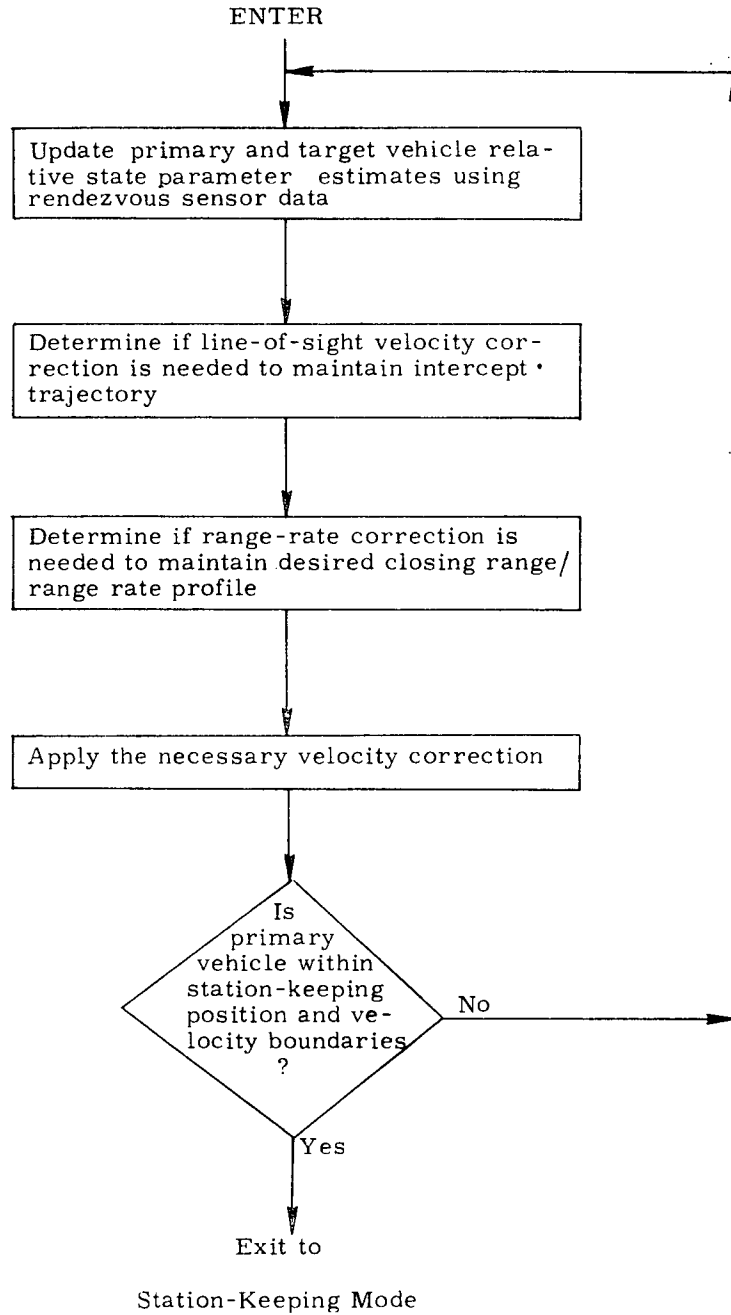 ENTER
Update primary and target vehicle rela-
tive state parameter estimates using
rendezvous sensor data
Determine if line-of-sight velocity cor-
rection is needed to maintain intercept
trajectory
Determine if range-rate correction is
needed to maintain desired closing range/
range rate profile
Apply the necessary velocity correction
Is
primary
vehicle within
station-keeping
position and ve-
locity boundaries
?
No
Yes
Exit to
Station-Keeping Mode